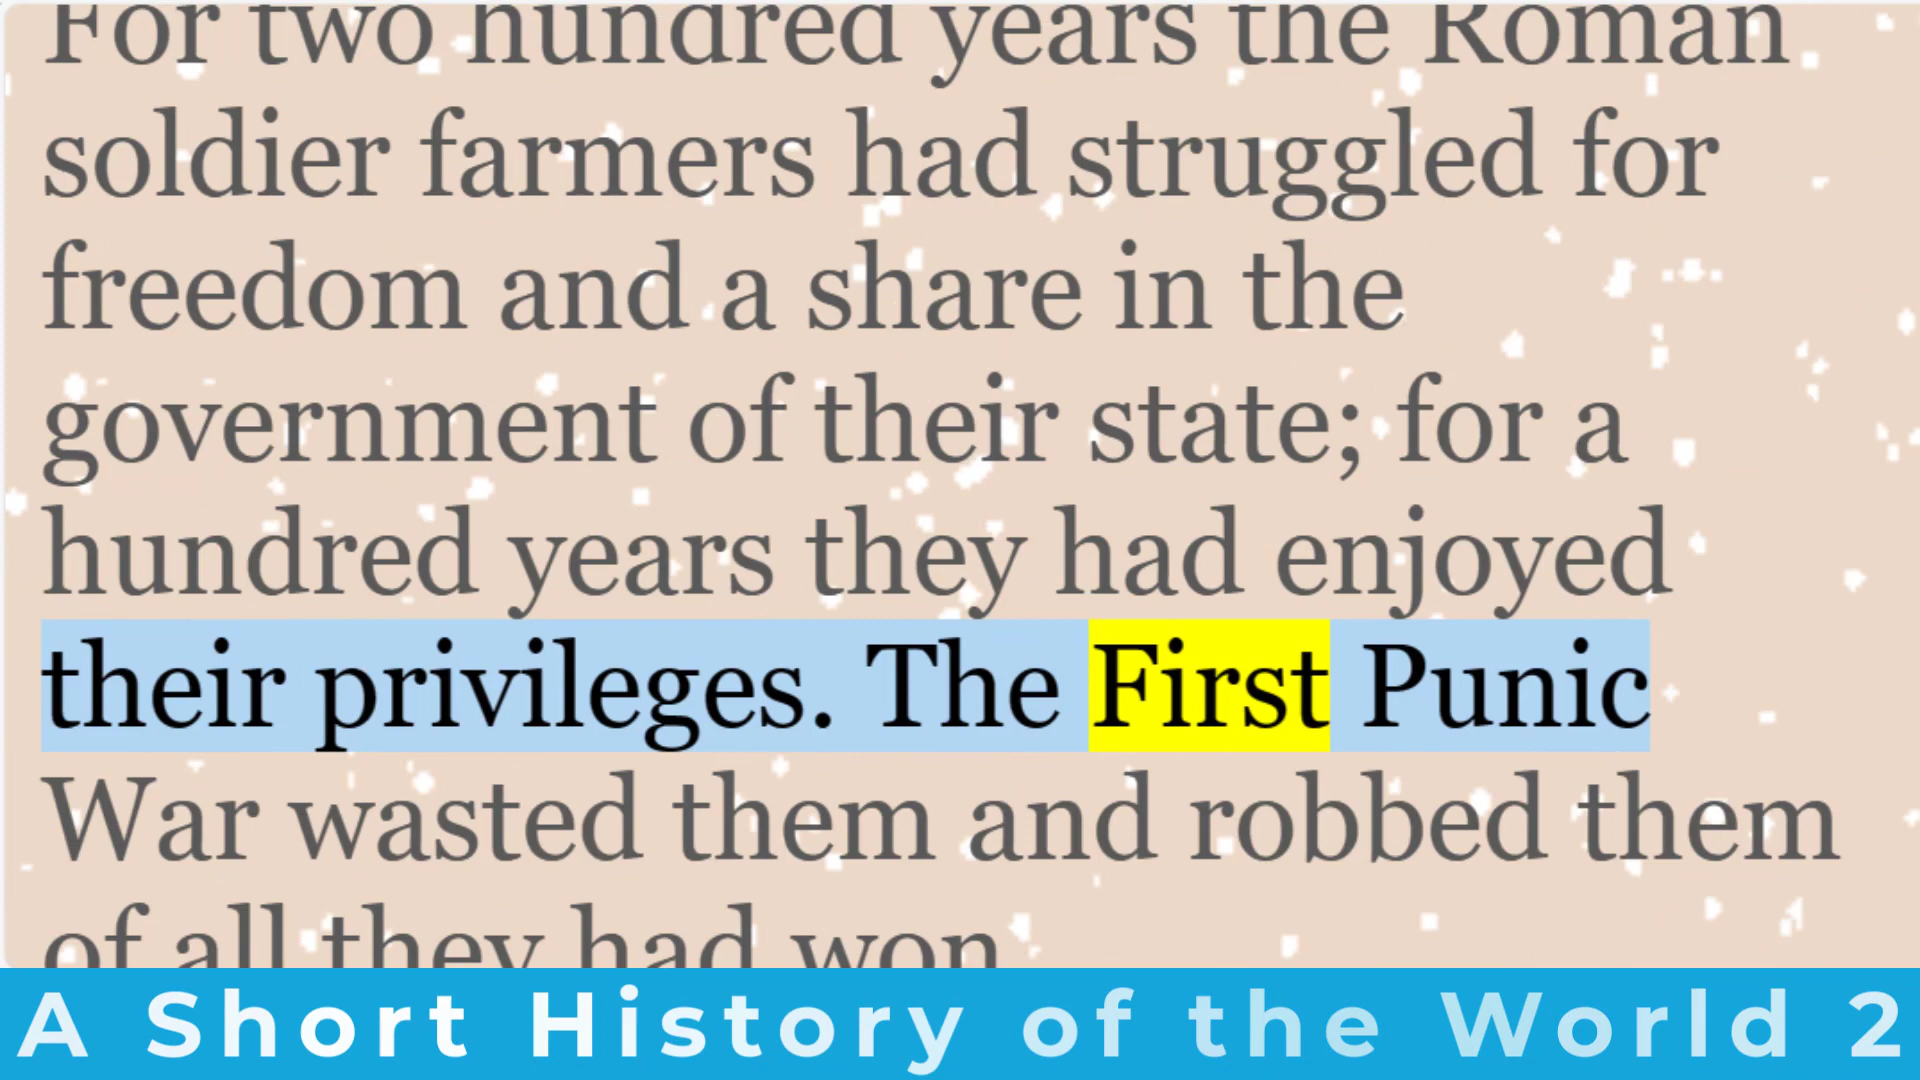 For two hundred years the Roman
soldier farmers had struggled for
freedom and a share in the
government of their state; for a
hundred years they had enjoyed
their privileges. The First Punic
War wasted them and robbed them
of all they had won
A Short History of the World 2